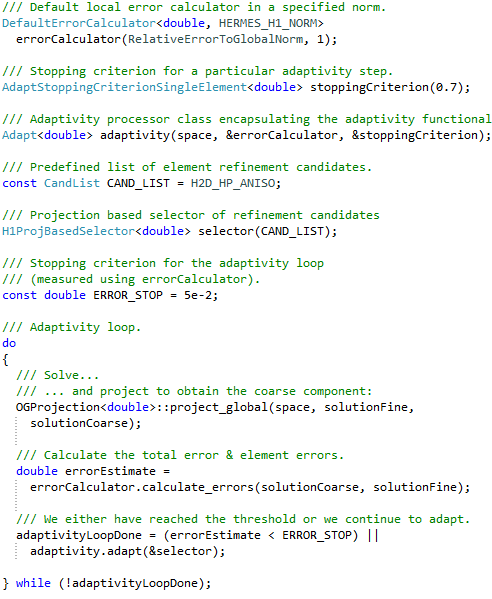 /// Default local error calculator in a specified norm.
DefaultErrorCalculator<double, HERMES_H1_NORM>
errorCalculator(RelativeErrorToGlobalNorm, 1);
/// Stopping criterion for a particular adaptivity step.
AdaptStoppingCriterionSingleElement<double> stoppingCriterion(0.7);
/// Adaptivity processor class encapsulating the adaptivity functional
Adapt<double> adaptivity(space, &errorCalculator, &stoppingCriterion);
/// Predefined list of element refinement candidates.
const CandList CAND_LIST = H2D_HP_ANISO;
/// Projection based selector of refinement candidates
H1ProjBasedSelector<double> selector(CAND_LIST);
/// Stopping criterion for the adaptivity loop
/// (measured using errorCalculator).
const double ERROR_STOP = 5e-2;
/// Adaptivity loop.
do
{
/// Solve...
/// ... and project to obtain the coarse component:
OGProjection<double>::project_global(space, solutionFine,
solutionCoarse);
/// Calculate the total error & element errors.
double errorEstimate =
errorCalculator.calculate_errors(solutionCoarse, solutionFine);
/// We either have reached the threshold or we continue to adapt.
adaptivityLoopDone = (errorEstimate < ERROR_STOP) ||
adaptivity.adapt(&selector);
} while (!adaptivityLoopDone);